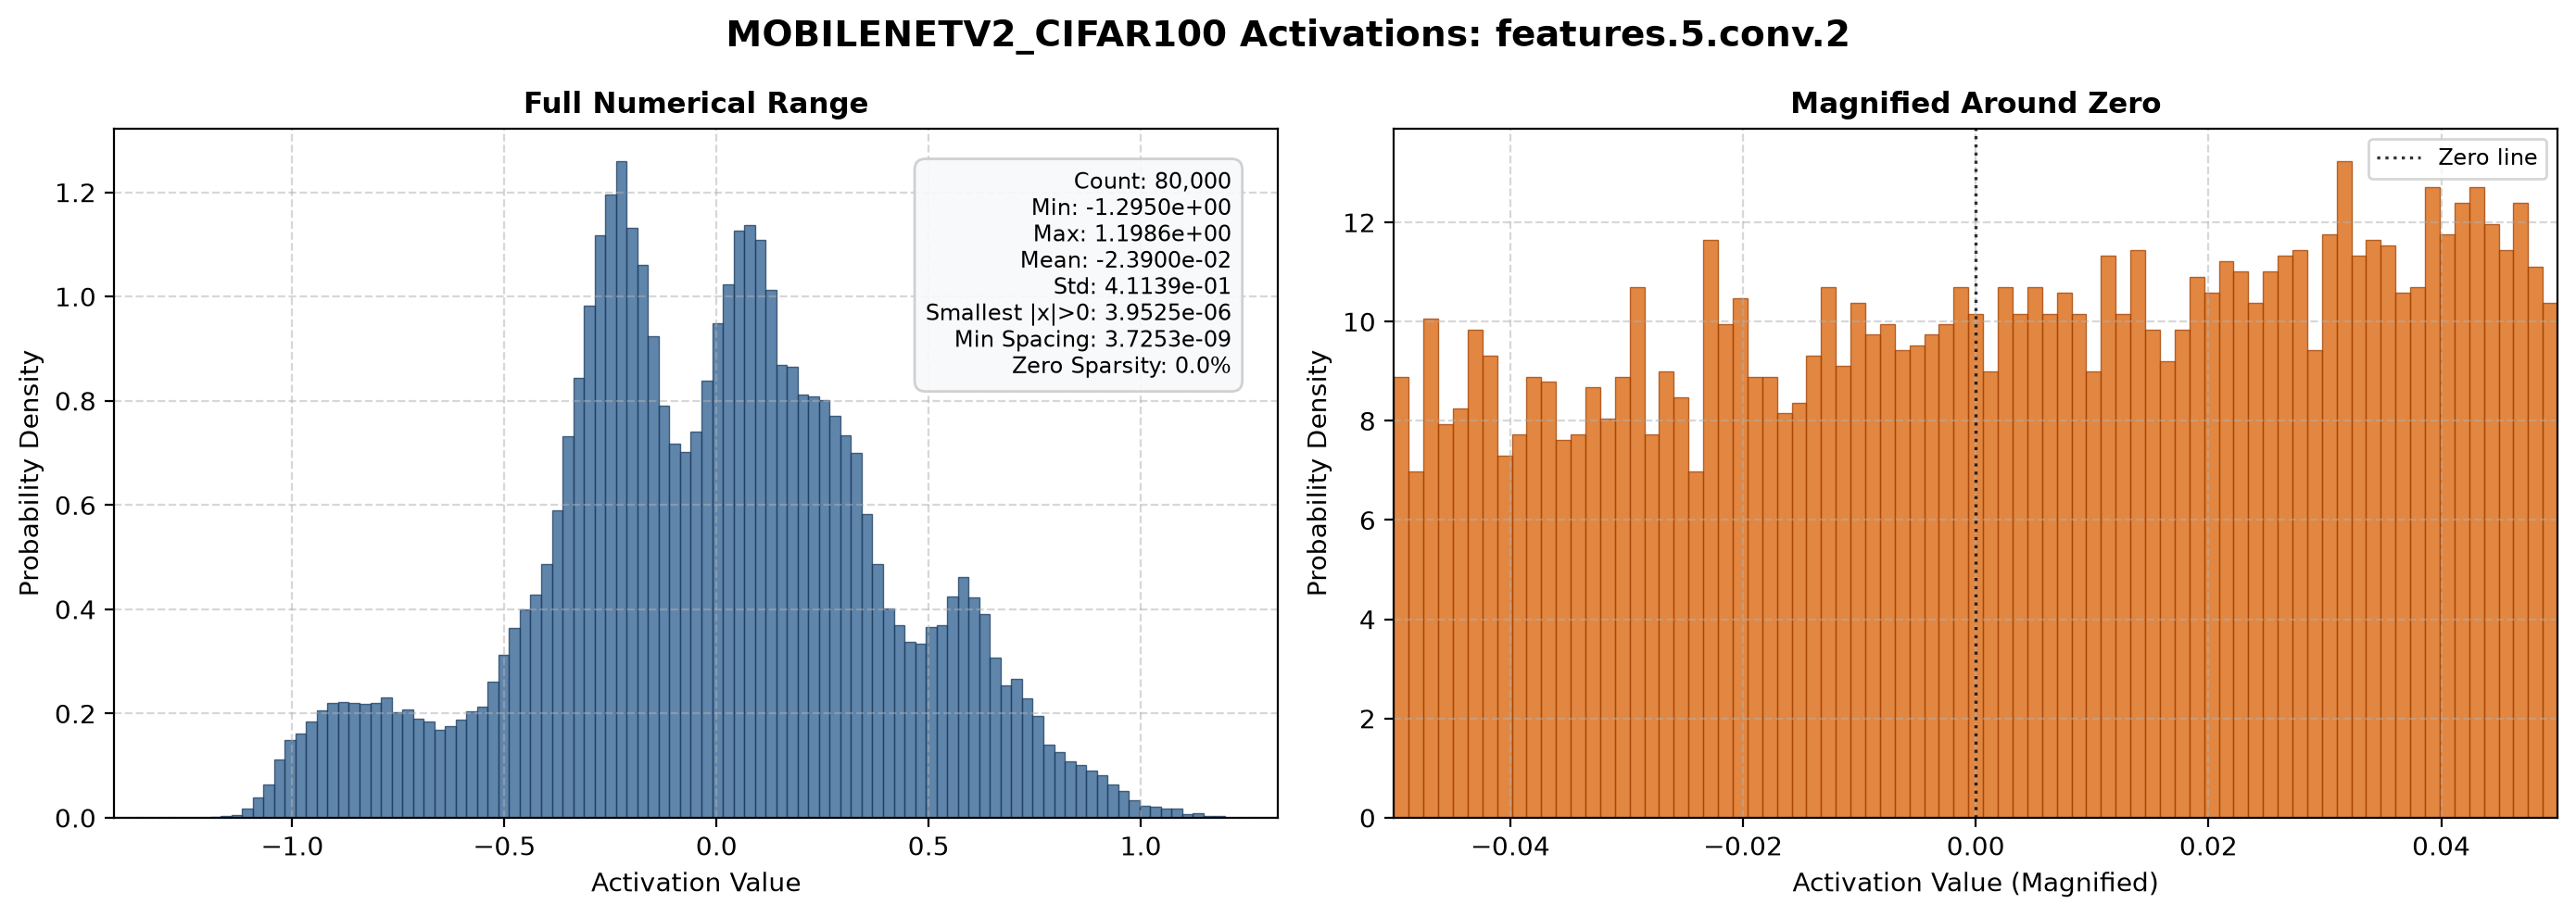 MOBILENETV2_CIFAR100 Activations: features.5.conv.2
Full Numerical Range
Probability Density
1.2
1.0
0.8
0.6
0.4
0.2
0.0
Count: 80,000
Min: -1.2950e+00
Max: 1.1986e+00
Mean: -2.3900e-02
Std: 4.1139e-01
Smallest |x|>0: 3.9525e-06
Min Spacing: 3.7253e-09
Zero Sparsity: 0.0%
−1.0 −0.5 0.0 0.5 1.0
Activation Value
Magnified Around Zero
Probability Density
12
10
8
6
4
2
0
Zero line
−0.04 −0.02 0.00 0.02 0.04
Activation Value (Magnified)